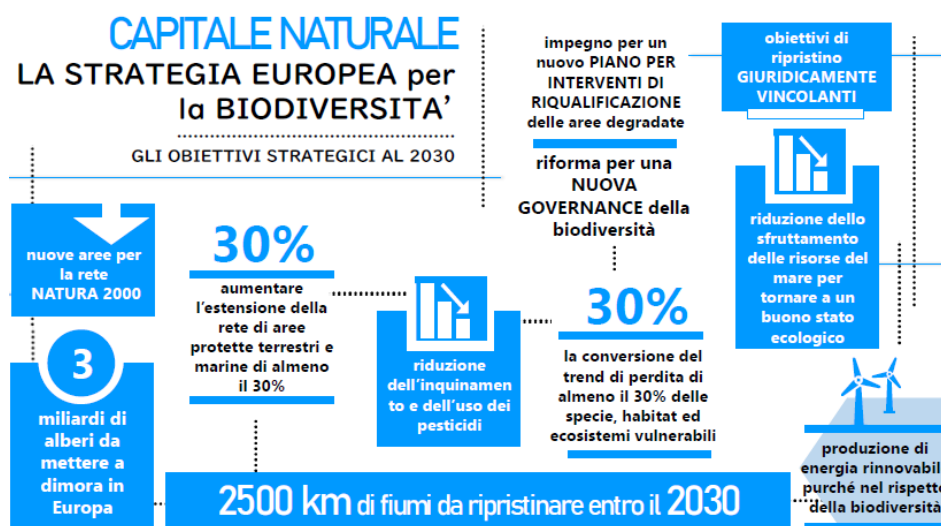 CAPITALE NATURALE
LA STRATEGIA EUROPEA per
la BIODIVERSITA’
GLI OBIETTIVI STRATEGICI AL 2030
impegno per un
nuovo PIANO PER
INTERVENTI DI
RIQUALIFICAZIONE
delle aree degradate
riforma per una
NUOVA
GOVERNANCE della
biodiversità
obiettivi di
ripristino
GIURIDICAMENTE
VINCOLANTI
riduzione dello
sfruttamento
delle risorse del
mare per
tornare a un
buono stato
ecologico
nuove aree per
la rete
NATURA 2000
30%
aumentare
l’estensione della
rete di aree
protette terrestri e
marine di almeno
il 30%
riduzione
dell’inquinamen
to e dell’uso dei
pesticidi
30%
la conversione del
trend di perdita di
almeno il 30% delle
specie, habitat ed
ecosistemi vulnerabili
3
miliardi di
alberi da
mettere a
dimora in
Europa
2500 km di fiumi da ripristinare entro il 2030
produzione di
energia rinnovabil
purché nel rispetto
della biodiversità